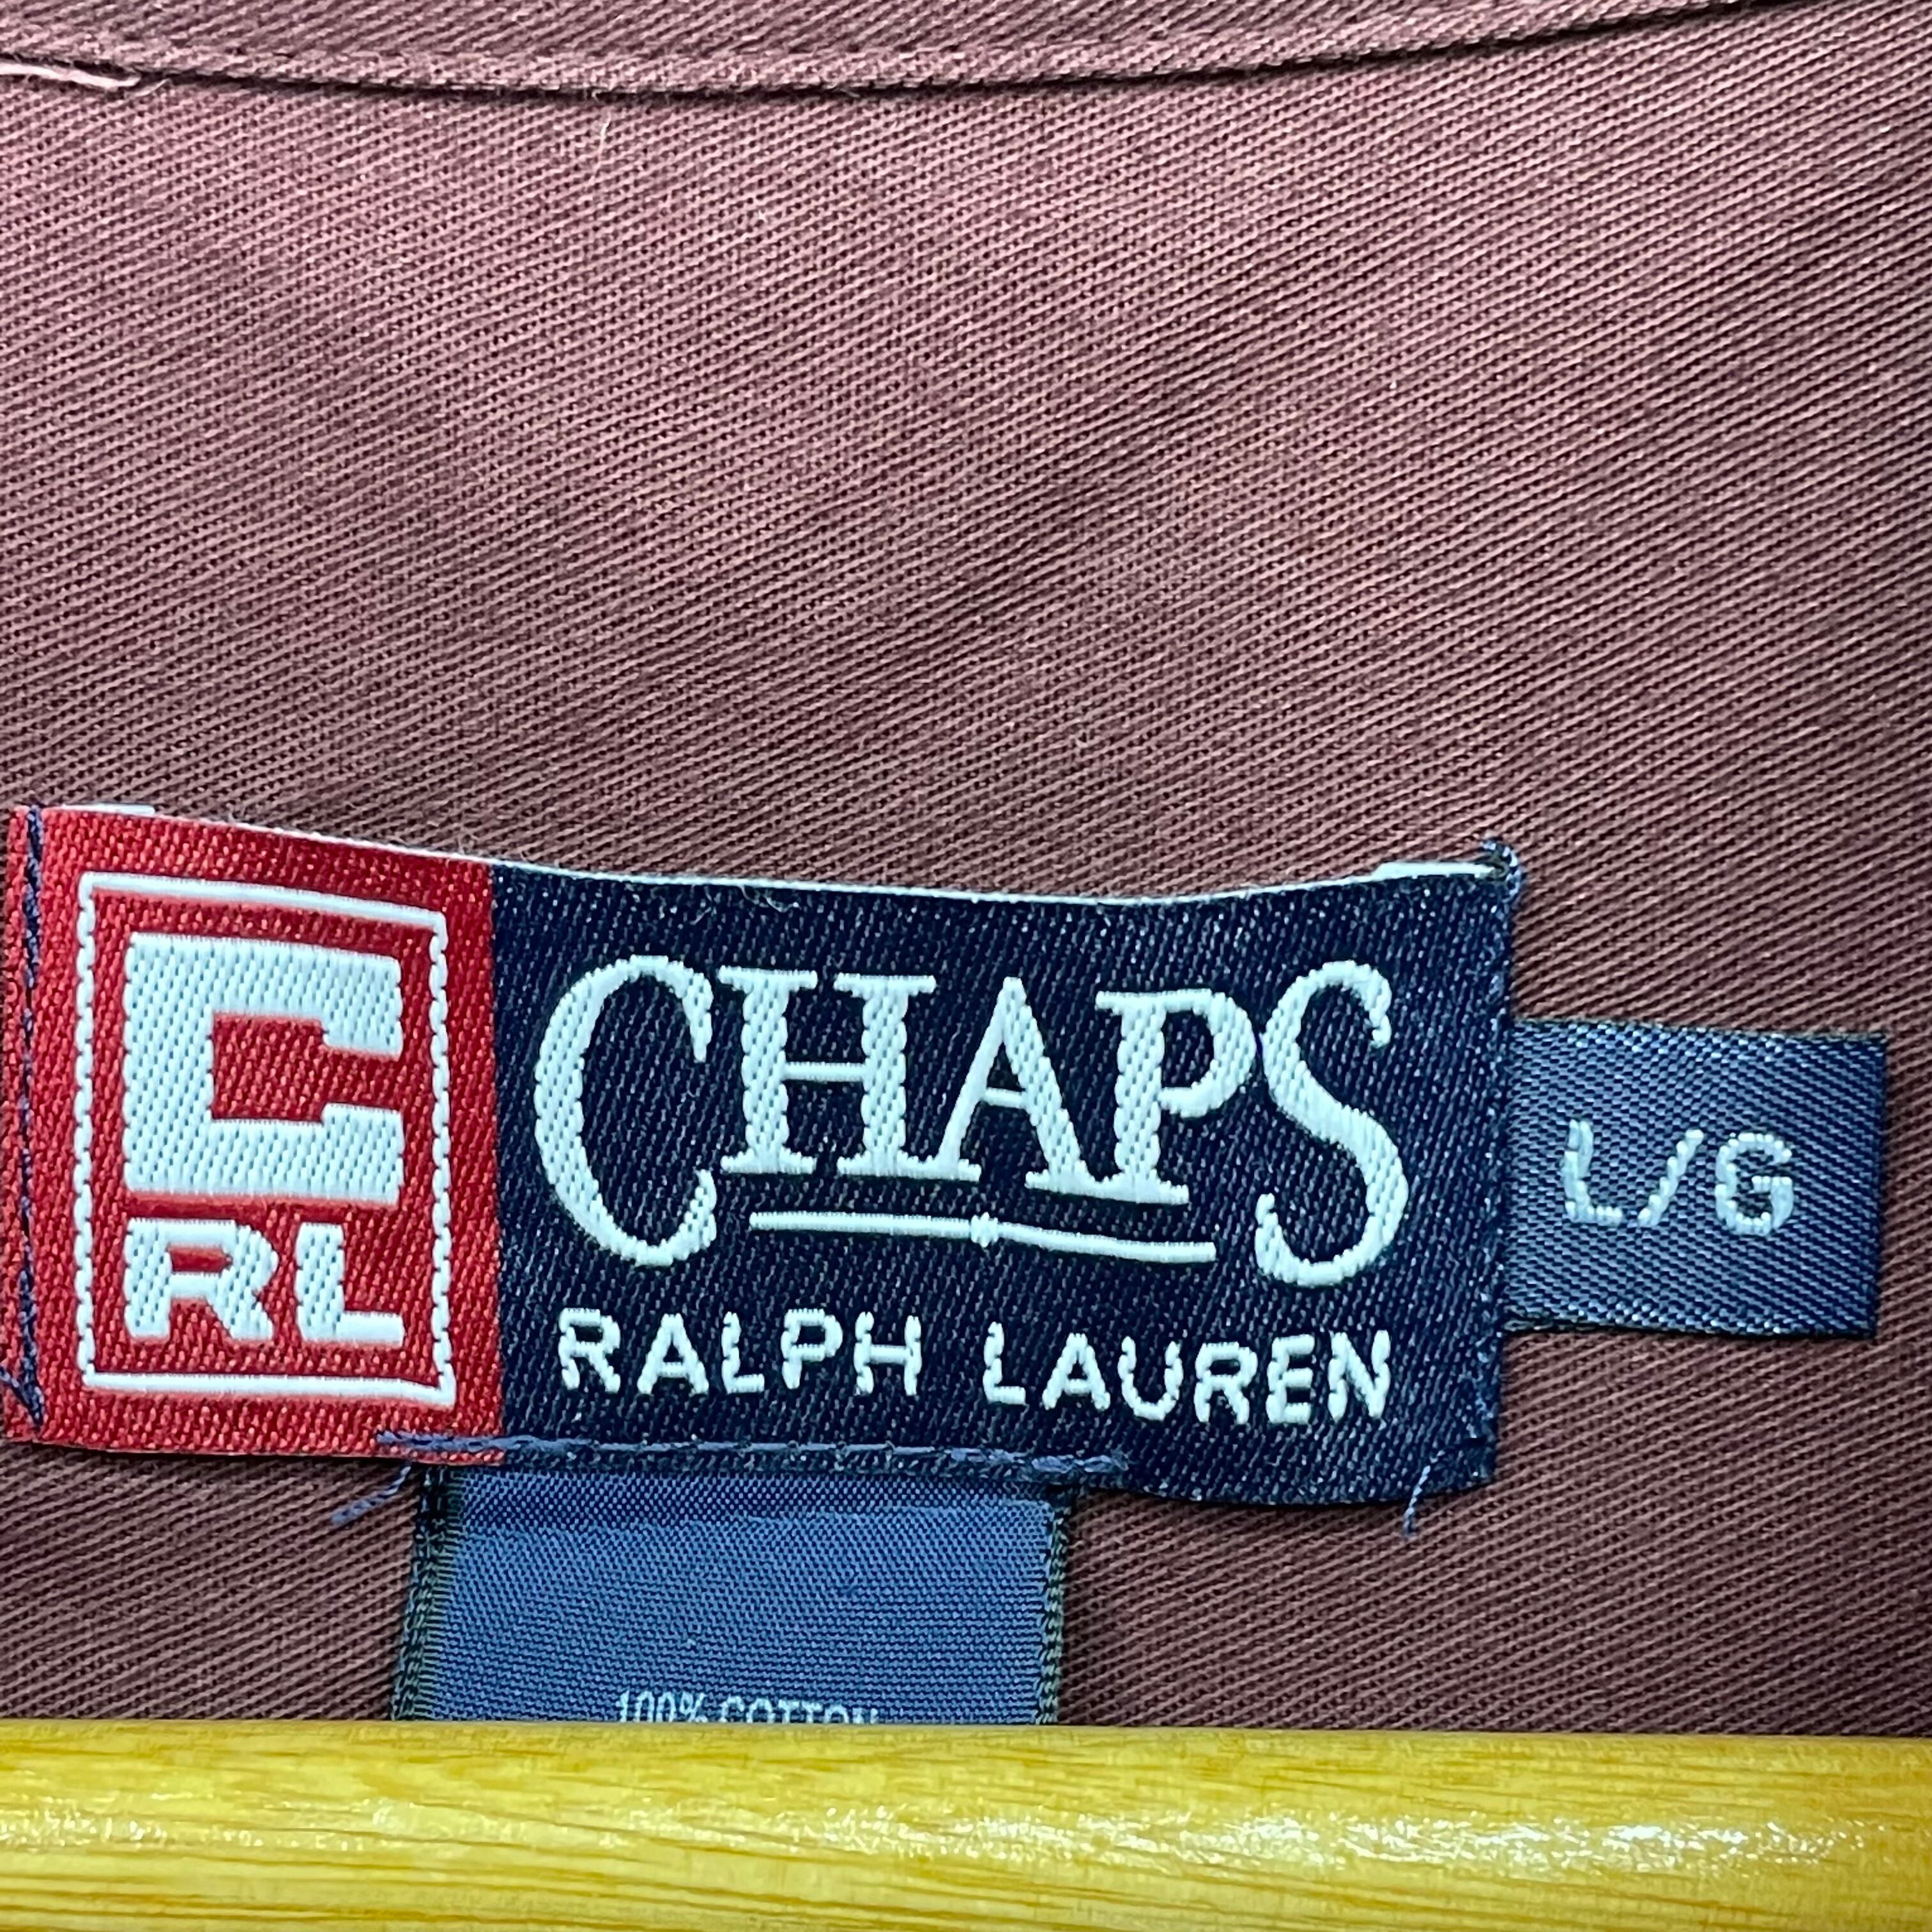 C
RL
CHAPS
RALPH LAUREN
L/G
100% COTTON